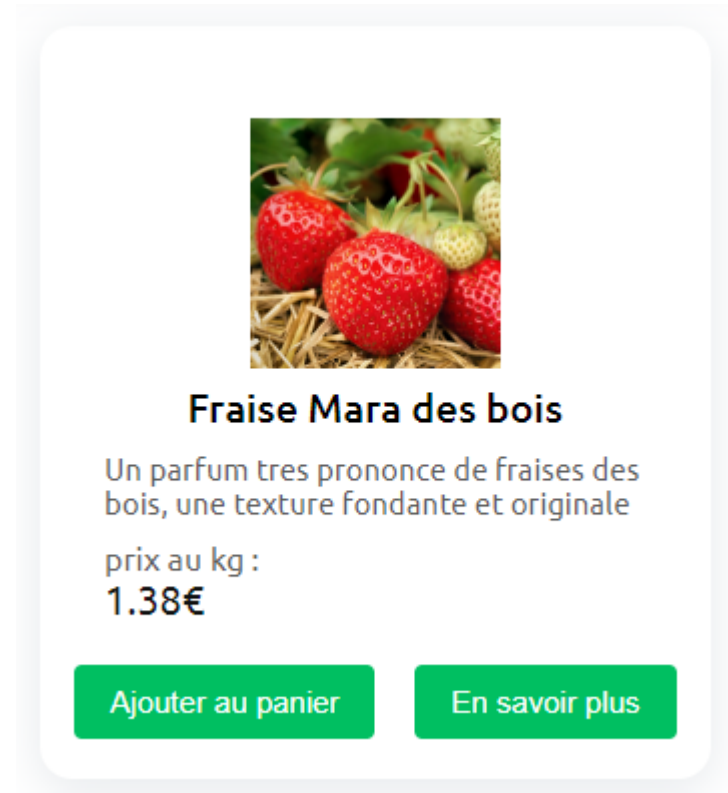 Fraise Mara des bois
Un parfum tres prononce de fraises des
bois, une texture fondante et originale
prix au kg :
1.38€
Ajouter au panier
En savoir plus